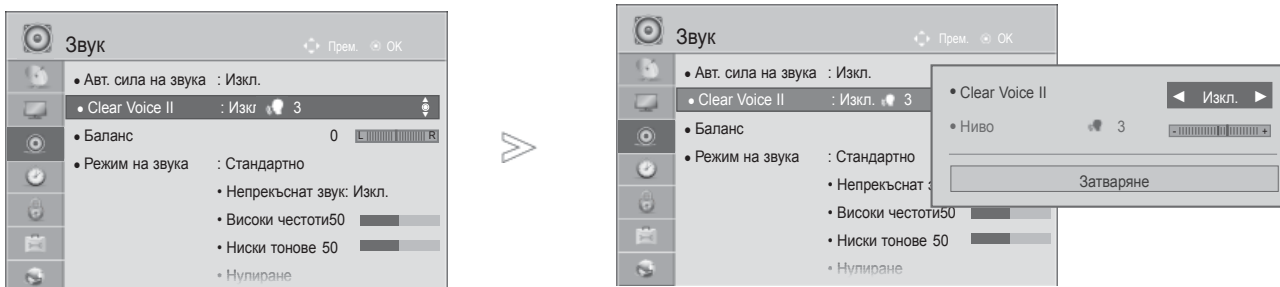 Звук
Прем. OK
• Авт. сила на звука : Изкл.
• Clear Voice II : Изкл 3
• Баланс 0 L R
• Режим на звука : Стандартно
• Непрекъснат звук: Изкл.
• Високи честоти50
• Ниски тонове 50
• Нулиране
Звук
Прем. OK
• Авт. сила на звука : Изкл.
• Clear Voice II : Изкл. 3
• Баланс
• Режим на звука : Стандартно
• Непрекъснат
• Високи честоти50
• Ниски тонове 50
• Нулиране
• Clear Voice II ◄ Изкл. ►
• Ниво 3 - +
Затваряне